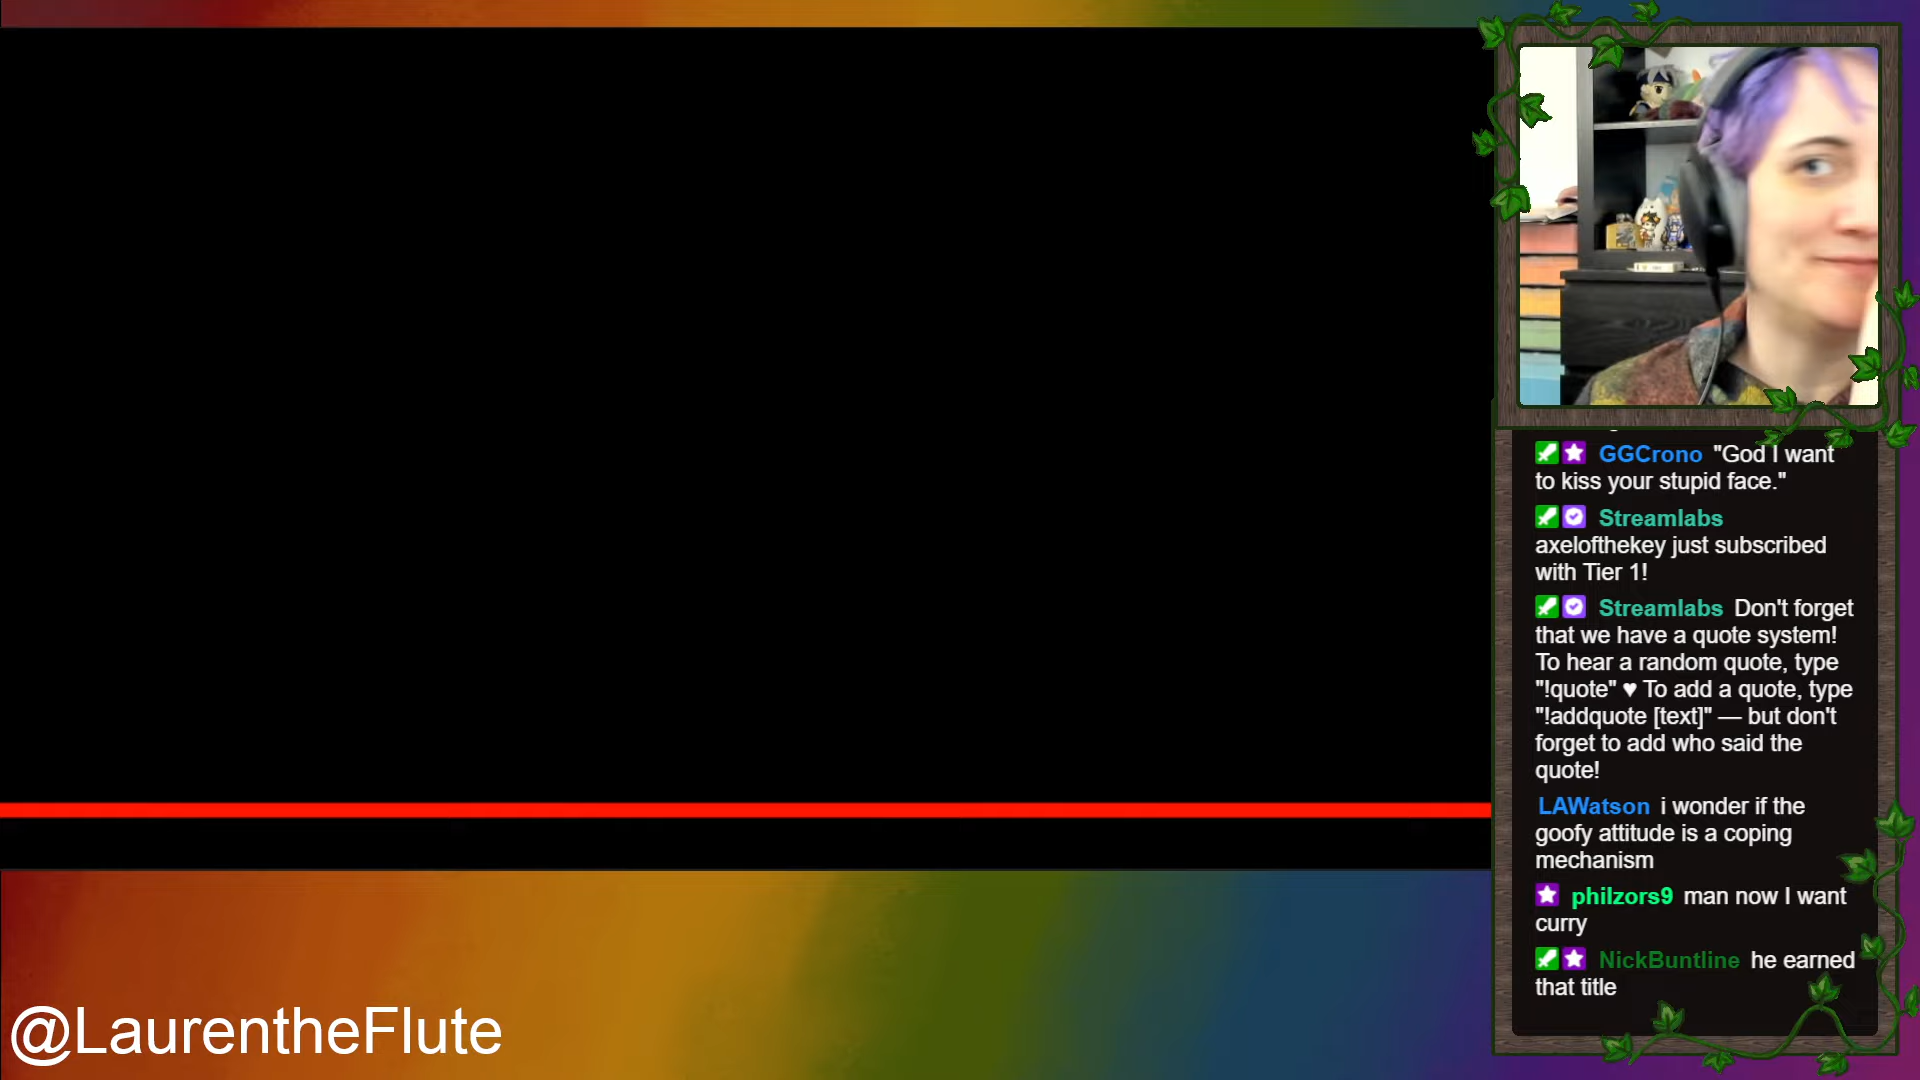 GGCrono "God I want
to kiss your stupid face."
Streamlabs
axelofthekey just subscribed
with Tier 1!
Streamlabs Don't forget
that we have a quote system!
To hear a random quote, type
"!quote" ♥ To add a quote, type
"!addquote [text]" — but don't
forget to add who said the
quote!
LAWatson i wonder if the
goofy attitude is a coping
mechanism
philzors9 man now I want
curry
NickBuntline he earned
that title
@LaurentheFlute